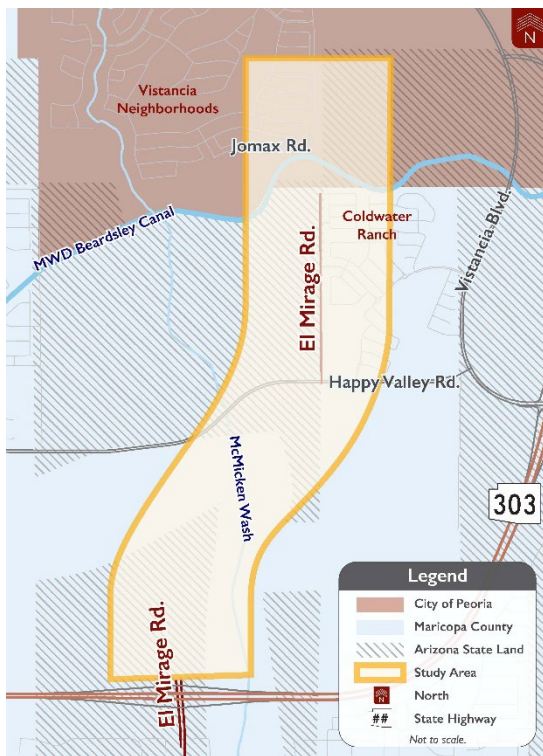 N
Vistancia
Neighborhoods
Jomax Rd.
MWD Beardsley Canal
Coldwater
Ranch
Vistancia Blvd.
El Mirage Rd.
Happy Valley Rd.
McMicken Wash
303
El Mirage Rd.
Legend
City of Peoria
Maricopa County
Arizona State Land
Study Area
N
North
##
State Highway
Not to scale.